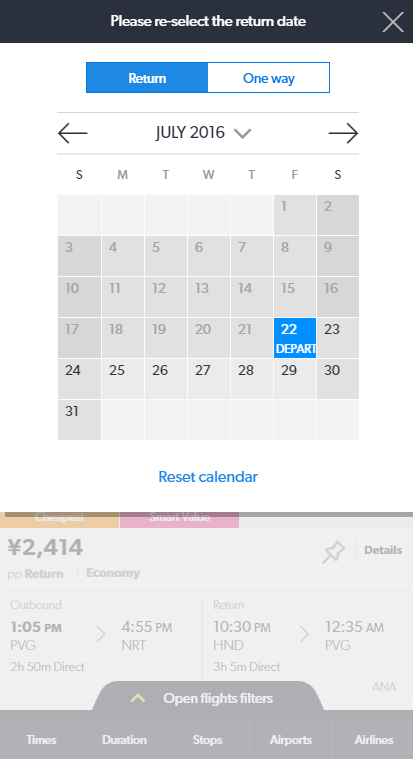 Please re-select the return date
Return One way
JULY 2016
S M T W T F S
1 2
3 4 5 6 7 8 9
10 11 12 13 14 15 16
17 18 19 20 21 22 23
DEPART
24 25 26 27 28 29 30
31
Reset calendar
Cheapest Smart Value
¥2,414
Details
pp Return Economy
Outbound Return
1:05 PM 4:55 PM 10:30 PM 12:35 AM
PVG NRT HND PVG
2h 50m Direct 3h 5m Direct
ANA
Open flights filters
Times Duration Stops Airports Airlines